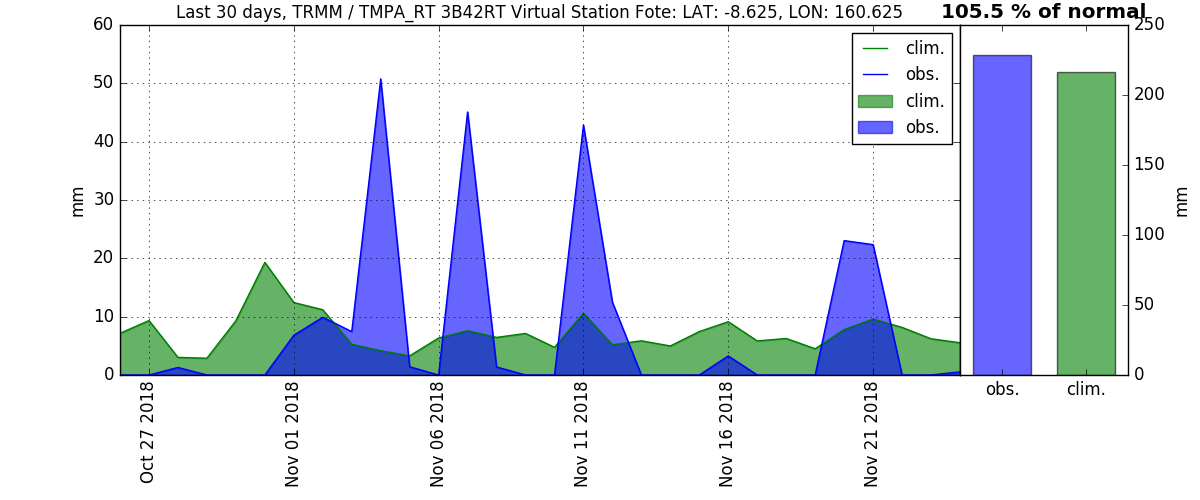 Last 30 days, TRMM / TMPA_RT 3B42RT Virtual Station Fote: LAT: -8.625, LON: 160.625
105.5 % of normal
60
50
40
30
20
10
0
mm
clim.
obs.
clim.
obs.
Oct 27 2018
Nov 01 2018
Nov 06 2018
Nov 11 2018
Nov 16 2018
Nov 21 2018
250
200
150
100
50
0
mm
obs.
clim.